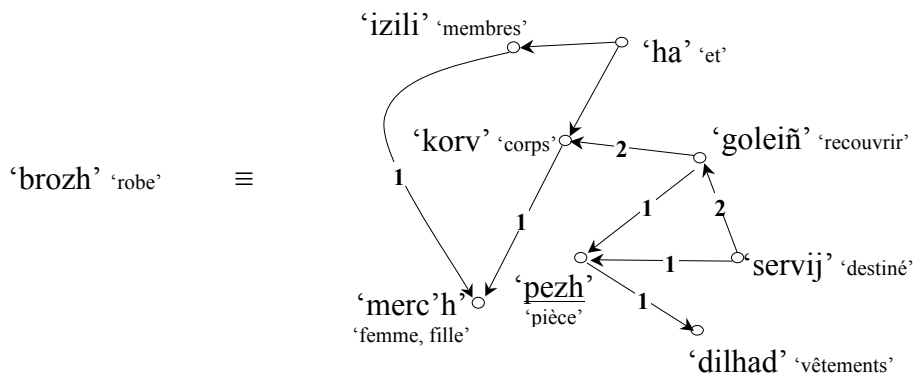 ‘izili’ ‘membres’
‘ha’ ‘et’
‘korv’ ‘corps’
2
‘goleiñ’ ‘recouvrir’
‘brozh’ ‘robe’ ≡
1
1
1
2
1
‘servij’ ‘destiné’
‘merc’h’
‘femme, fille’
‘pezh’
‘pièce’
1
‘dilhad’ ‘vêtements’